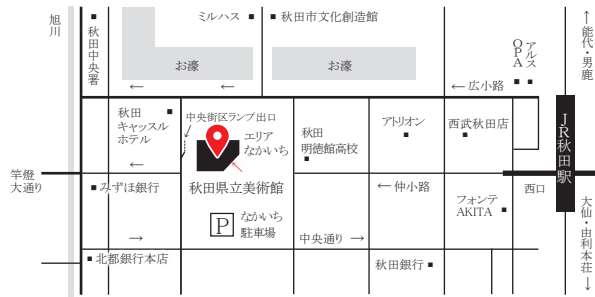 旭川
秋田中央署
ミルハス
秋田市文化創造館
お濠
お濠
アルス
OPA
↑能代・男鹿
←
←
←広小路
秋田
キャッスル
ホテル
中央街区ランプ出口
エリア
なかいち
秋田
明徳館高校
アトリオン
西武秋田店
JR秋田駅
←
竿燈
大通り
みずほ銀行
秋田県立美術館
←仲小路
フォンテ
AKITA
西口
P
なかいち
駐車場
→
中央通り→
大仙・由利本荘↓
北都銀行本店
秋田銀行